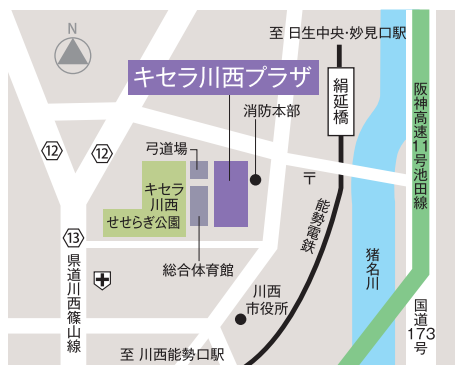 至 日生中央・妙見口駅
N
キセラ川西プラザ
絹延橋
阪神高速11号池田線
消防本部
12
12
弓道場
〒
キセラ
川西
せせらぎ公園
能勢電鉄
13
県道川西篠山線
総合体育館
猪名川
川西
市役所
国道173号
至 川西能勢口駅